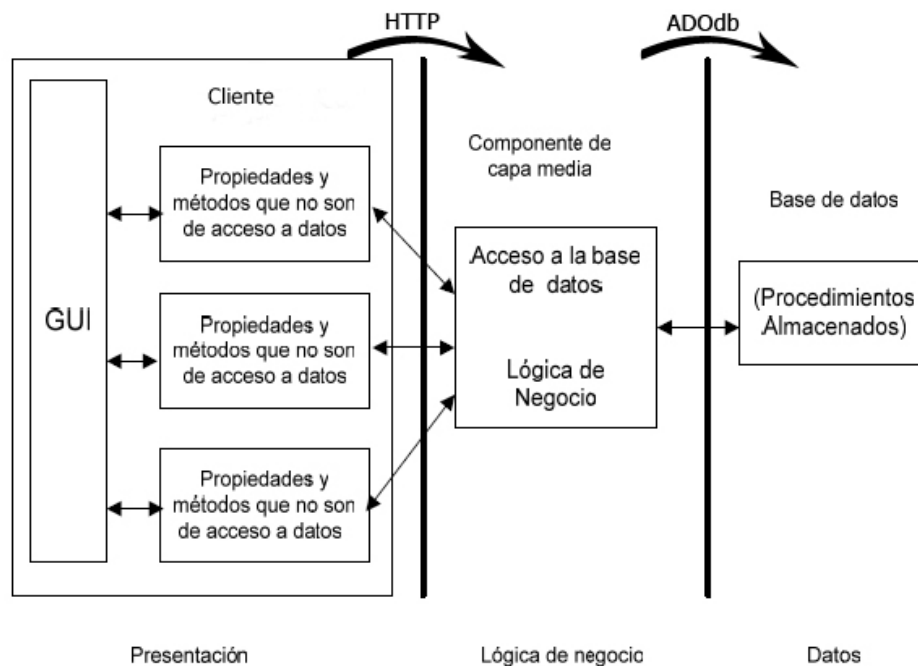 HTTP
ADOdb
Cliente
Componente de
capa media
Base de datos
GUI
Propiedades y
métodos que no son
de acceso a datos
Propiedades y
métodos que no son
de acceso a datos
Propiedades y
métodos que no son
de acceso a datos
Acceso a la base
de datos
Lógica de
Negocio
(Procedimientos
Almacenados)
Presentación
Lógica de negocio
Datos